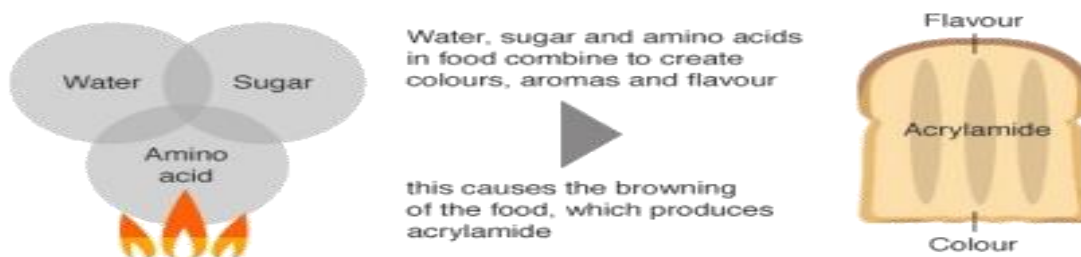 Water
Sugar
Amino
acid
Water, sugar and amino acids
in food combine to create
colours, aromas and flavour
this causes the browning
of the food, which produces
acrylamide
Flavour
Acrylamide
Colour